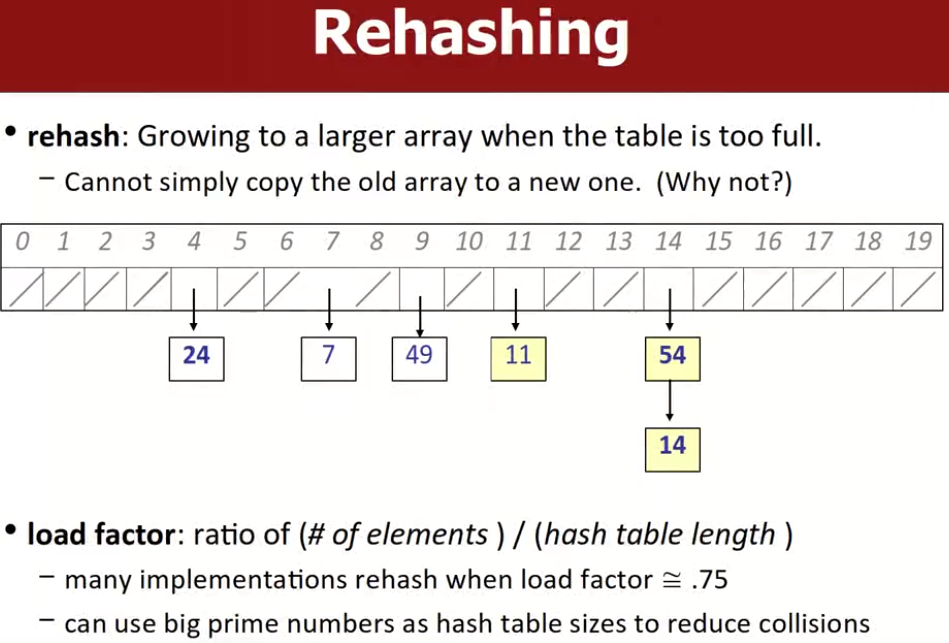 Rehashing
• rehash: Growing to a larger array when the table is too full.
– Cannot simply copy the old array to a new one. (Why not?)
0 1 2 3 4 5 6 7 8 9 10 11 12 13 14 15 16 17 18 19
24 7 49 11 54
14
• load factor: ratio of (# of elements ) / (hash table length )
– many implementations rehash when load factor ≅ .75
– can use big prime numbers as hash table sizes to reduce collisions